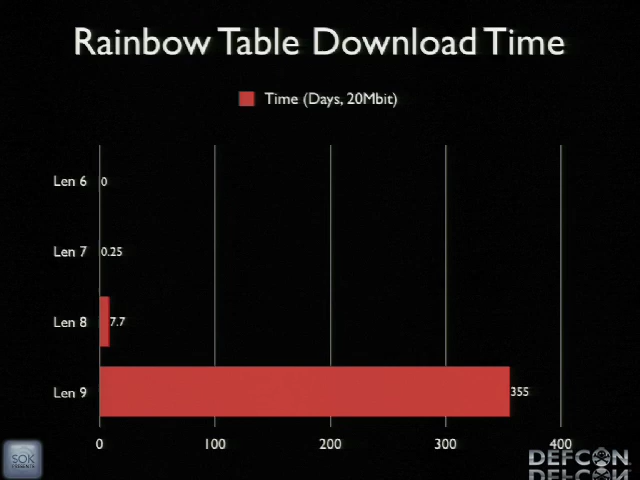 Rainbow Table Download Time
Time (Days, 20Mbit)
Len 6 0
Len 7 0.25
Len 8 7.7
Len 9 355
0 100 200 300 400
SOK
DEFCON